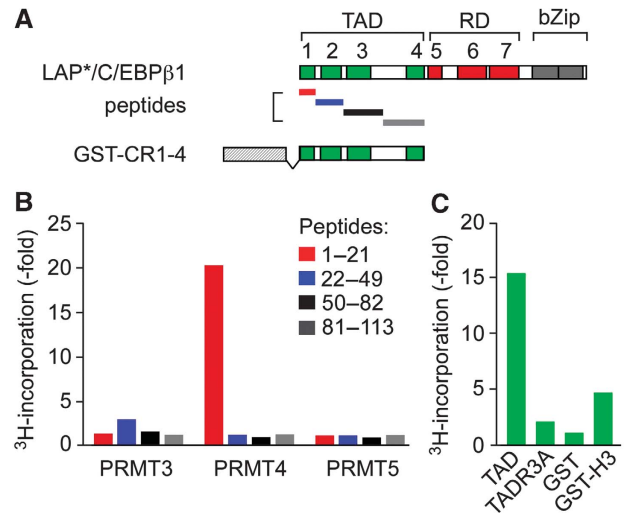 A
TAD RD bZip
1 2 3 4 5 6 7
LAP*/C/EBPβ1
peptides
GST-CR1-4
B
³H-incorporation (-fold)
25
20
15
10
5
0
PRMT3 PRMT4 PRMT5
Peptides:
1–21
22–49
50–82
81–113
C
³H-incorporation (-fold)
20
15
10
5
0
TAD
TADR3A
GST
GST-H3